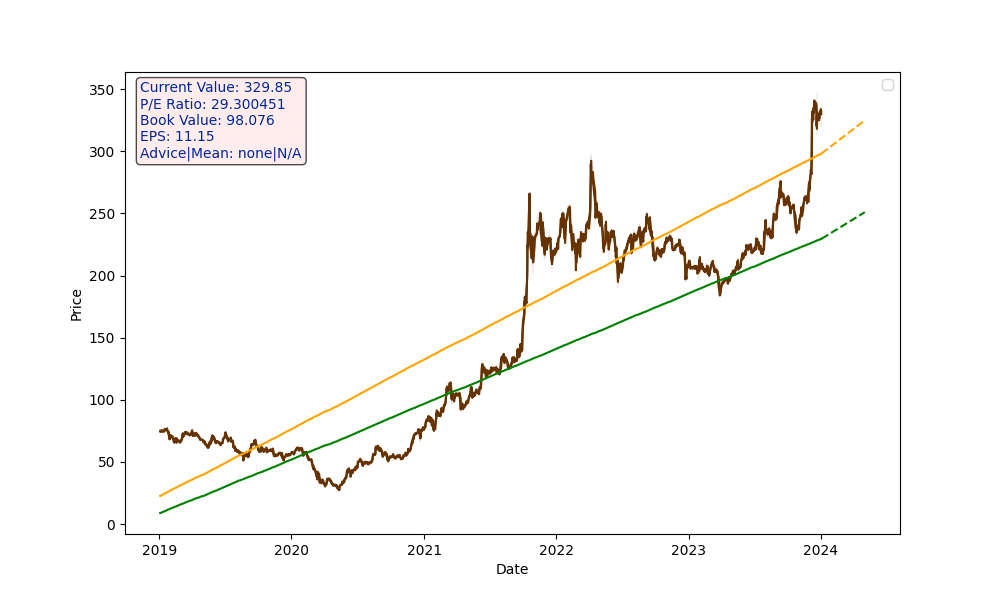 Current Value: 329.85
P/E Ratio: 29.300451
Book Value: 98.076
EPS: 11.15
Advice|Mean: none|N/A
350
300
250
200
150
100
50
0
Price
2019 2020 2021 2022 2023 2024
Date